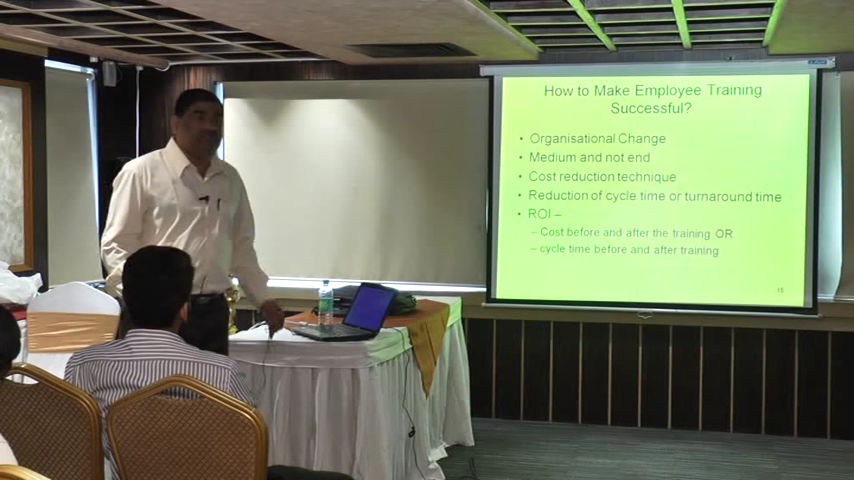 How to Make Employee Training
Successful?
• Organisational Change
• Medium and not end
• Cost reduction technique
• Reduction of cycle time or turnaround time
• ROI –
– Cost before and after the training OR
– cycle time before and after training
15